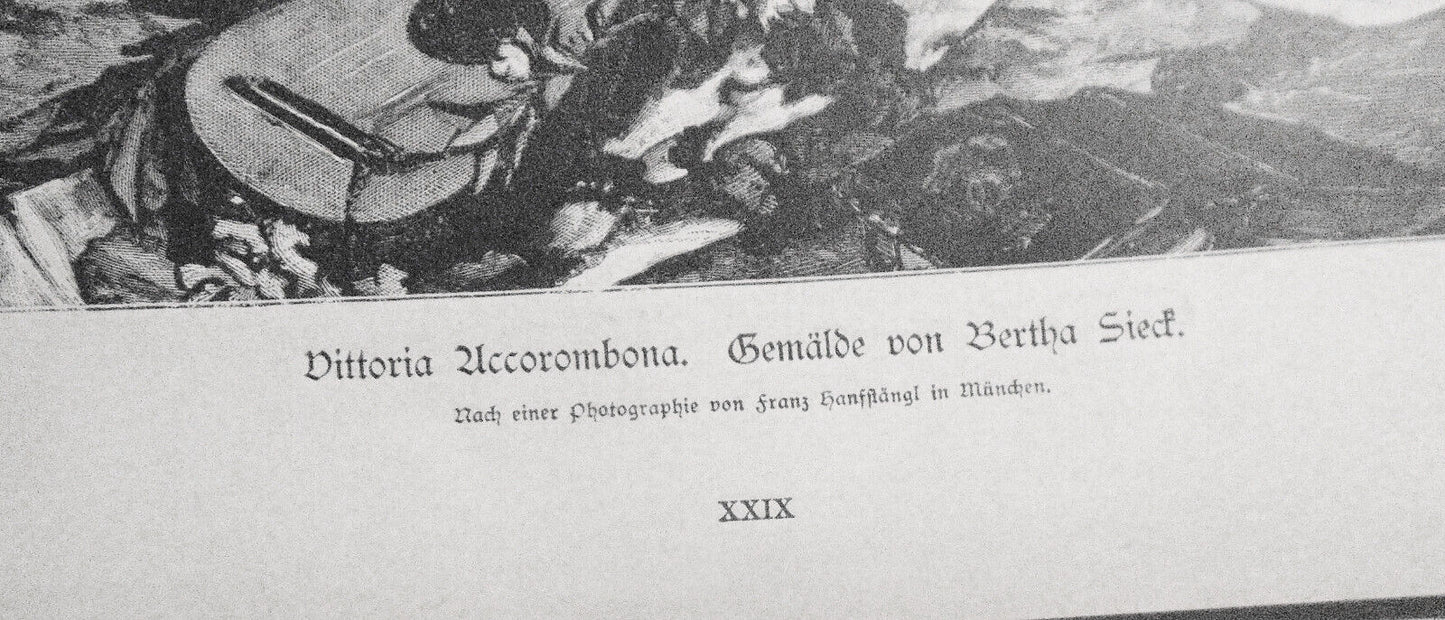 Vittoria Accorombona. Gemälde von Bertha Sieck.
Nach einer Photographie von Franz Hanfstängl in München.
XXIX